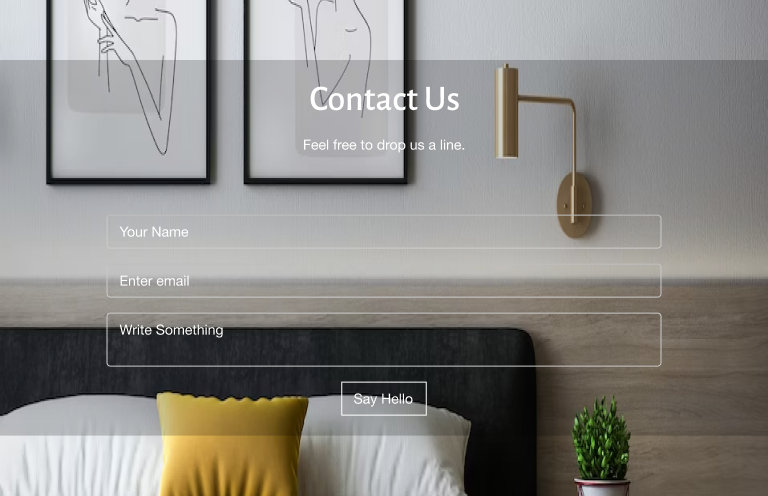 Contact Us
Feel free to drop us a line.
Your Name
Enter email
Write Something
Say Hello